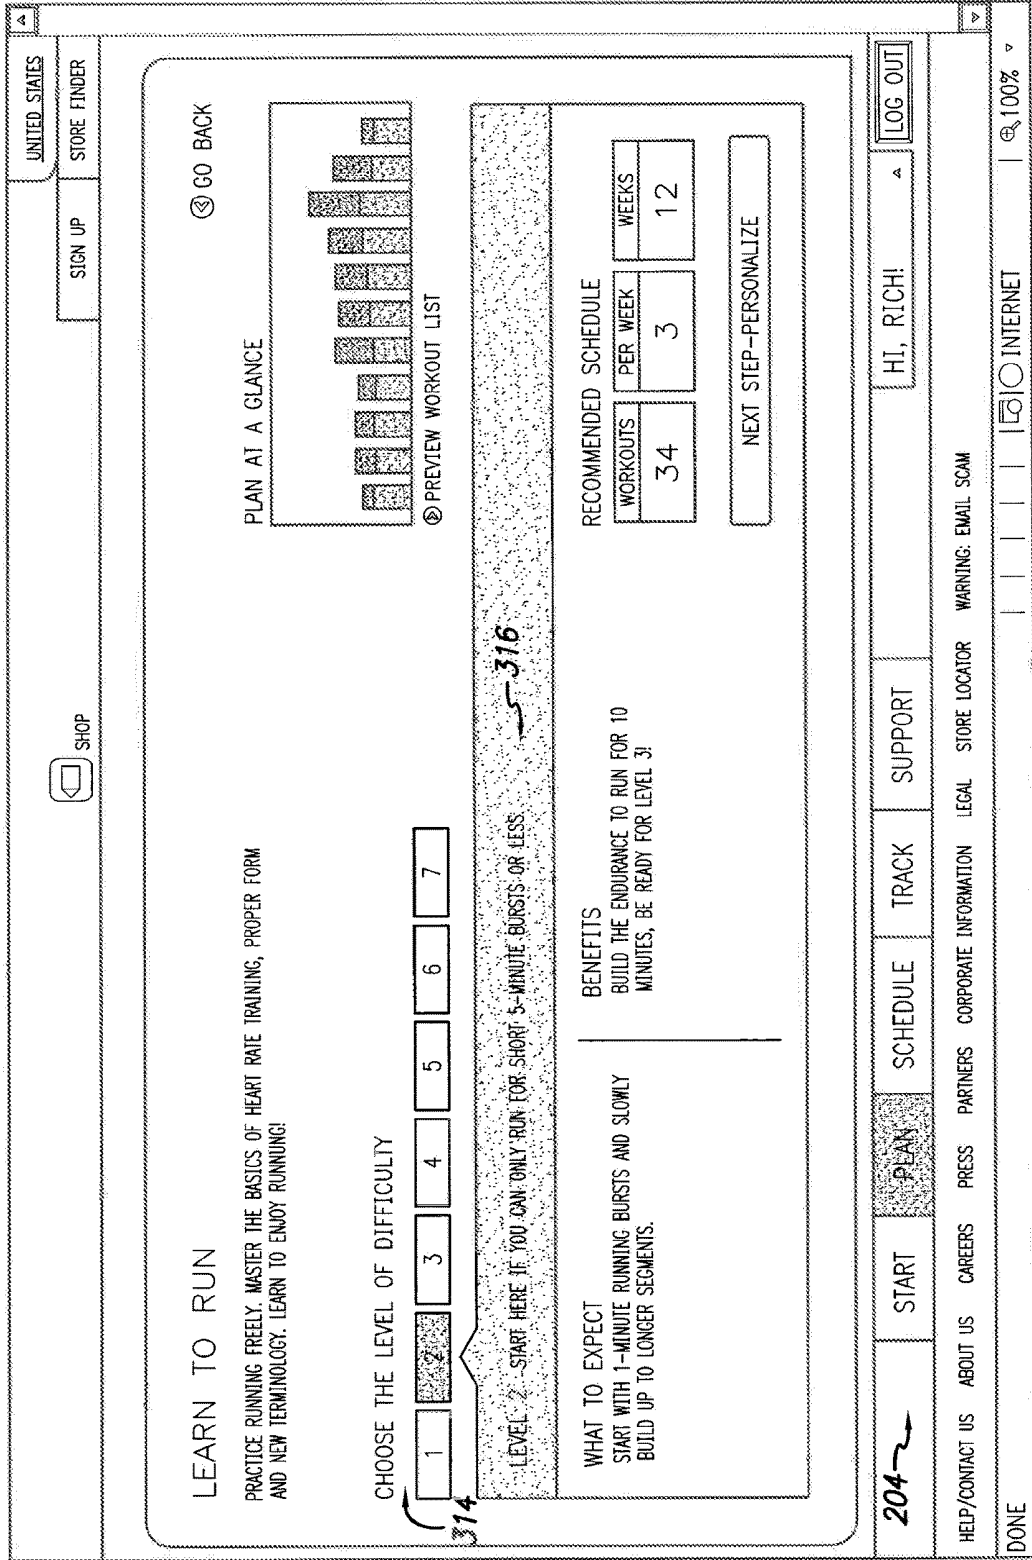 UNITED STATES
SIGN UP
STORE FINDER
SHOP
LEARN TO RUN
GO BACK
PRACTICE RUNNING FREELY. MASTER THE BASICS OF HEART RATE TRAINING, PROPER FORM
AND NEW TERMINOLOGY. LEARN TO ENJOY RUNNUNG!
PLAN AT A GLANCE
CHOOSE THE LEVEL OF DIFFICULTY
1 2 3 4 5 6 7
PREVIEW WORKOUT LIST
314
LEVEL 2 -START HERE IF YOU CAN ONLY RUN FOR SHORT 5-MINUTE BURSTS OR LESS.
316
WHAT TO EXPECT
START WITH 1-MINUTE RUNNING BURSTS AND SLOWLY
BUILD UP TO LONGER SEGMENTS.
BENEFITS
BUILD THE ENDURANCE TO RUN FOR 10
MINUTES, BE READY FOR LEVEL 3!
RECOMMENDED SCHEDULE
WORKOUTS PER WEEK WEEKS
34 3 12
NEXT STEP-PERSONALIZE
204
START PLAN SCHEDULE TRACK SUPPORT
HI, RICH!
LOG OUT
HELP/CONTACT US ABOUT US CAREERS PRESS PARTNERS CORPORATE INFORMATION LEGAL STORE LOCATOR WARNING: EMAIL SCAM
DONE
INTERNET
100%